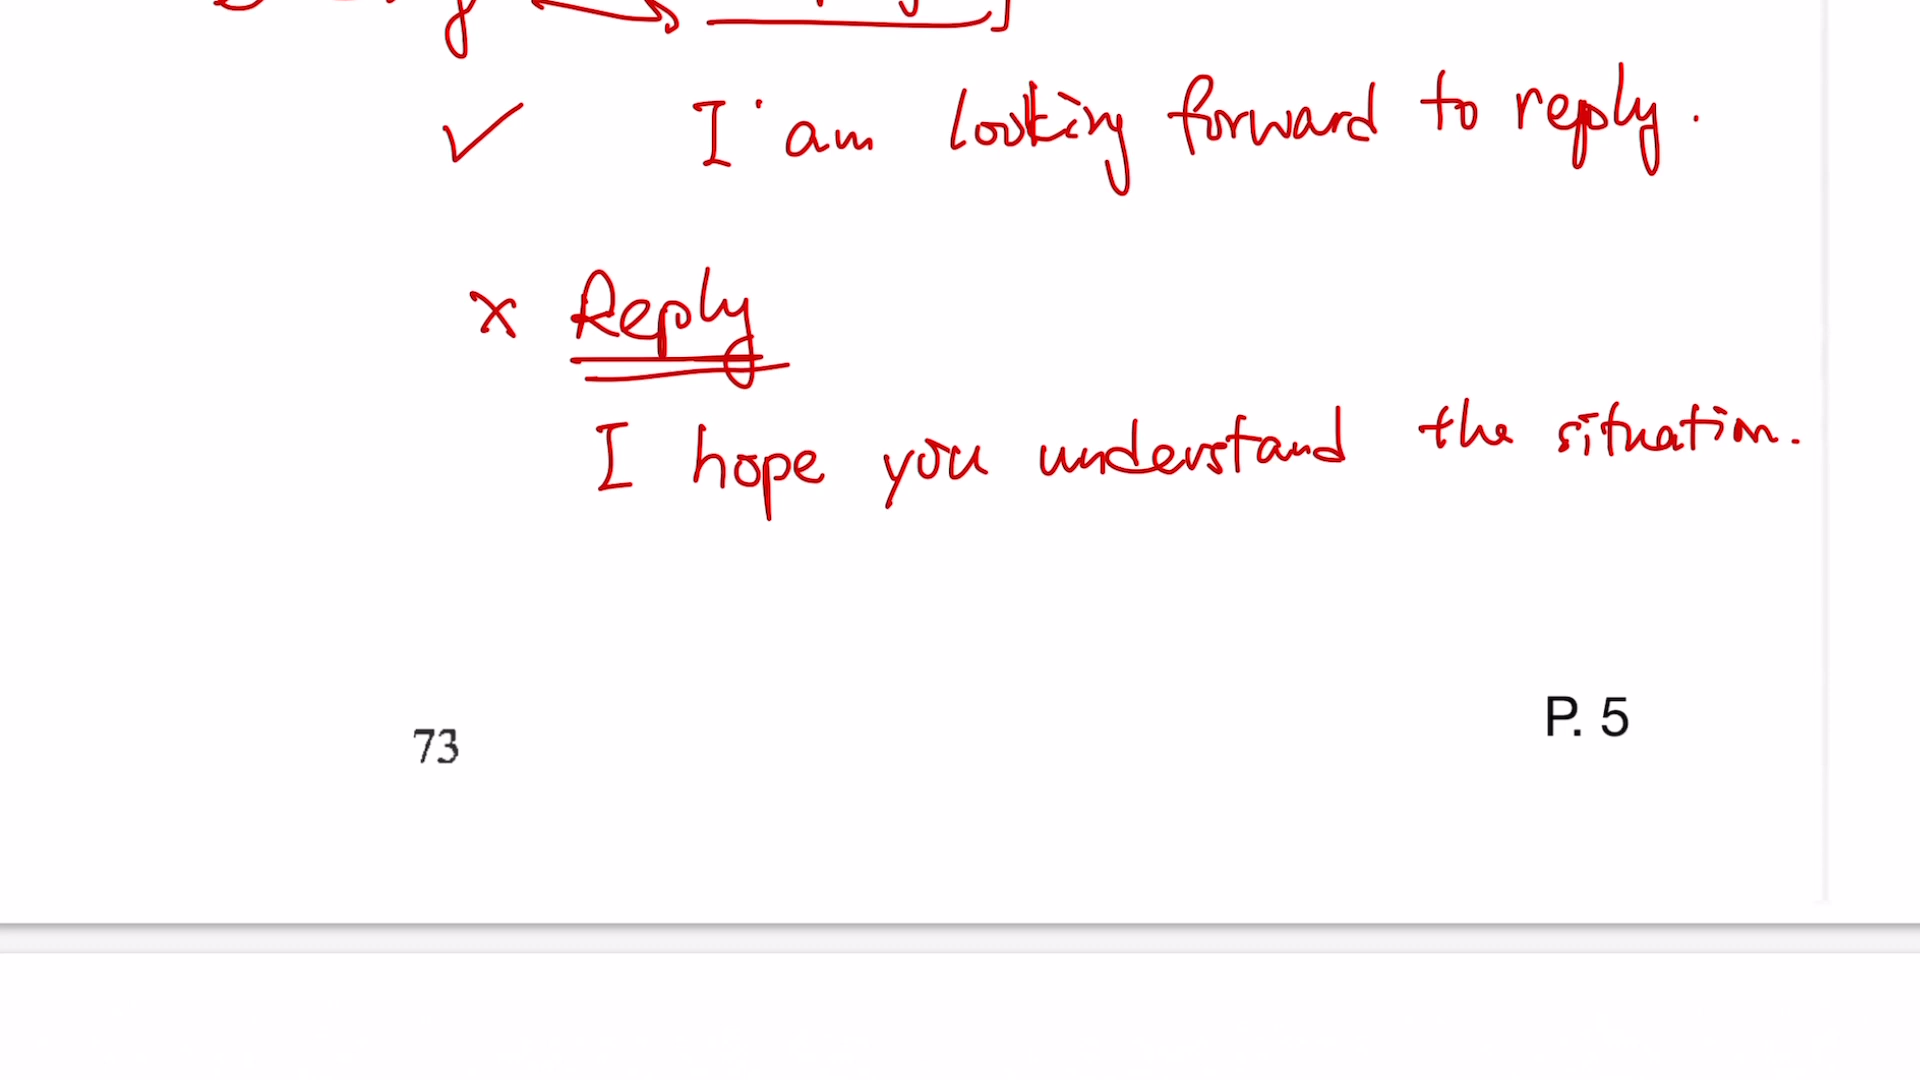 ✓ I am looking forward to reply.
× Reply
I hope you understand the situation.
P. 5
73